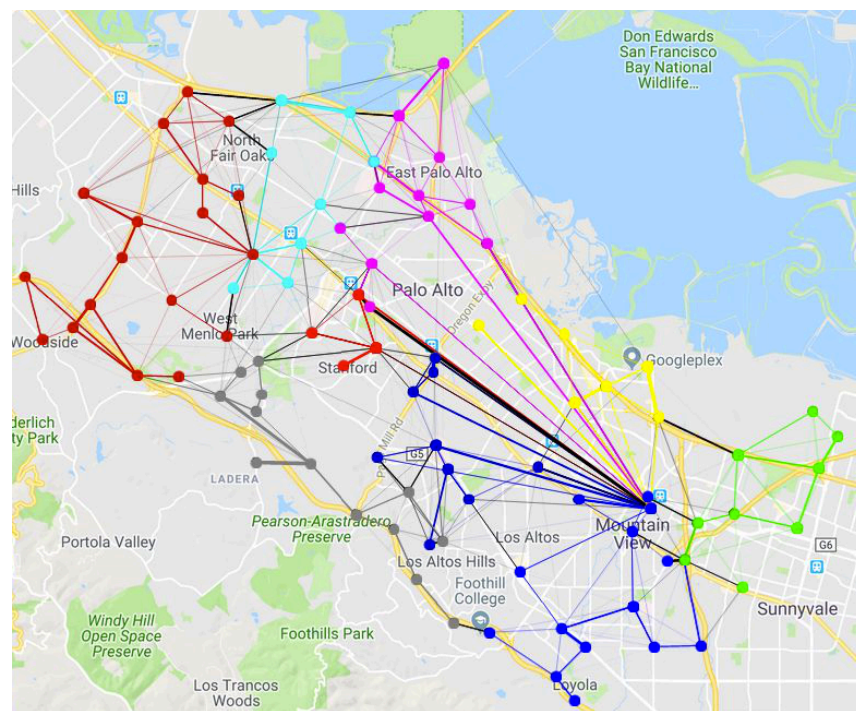 Don Edwards
San Francisco
Bay National
Wildlife...
North
Fair Oaks
East Palo Alto
Hills
Palo Alto
Oregon Expy
West
Menlo Park
Woodside
Stanford
Googleplex
derlich
ty Park
Mill Rd
G5
LADERA
Pearson-Arastradero
Preserve
Mountain
View
Los Altos
G6
Portola Valley
Los Altos Hills
Foothill
College
Sunnyvale
Windy Hill
Open Space
Preserve
Foothills Park
Los Trancos
Woods
Loyola